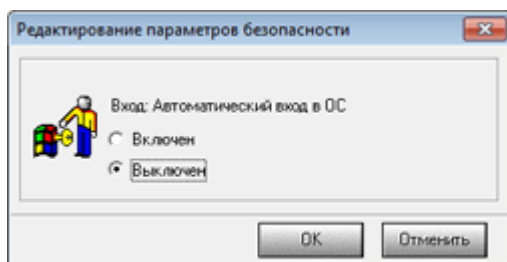 Редактирование параметров безопасности
Вход: Автоматический вход в ОС
Включен
Выключен
OK
Отменить